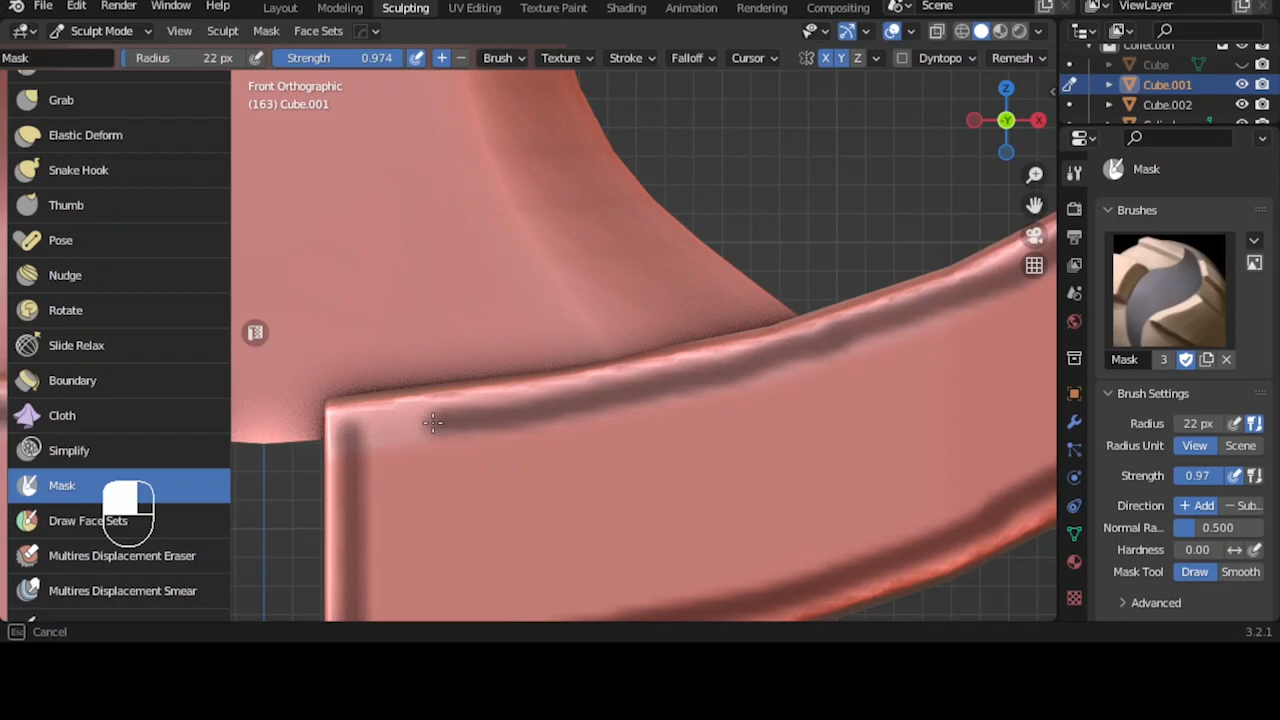 File Edit Render Window Help Layout Modeling Sculpting UV Editing Texture Paint Shading Animation Rendering Compositing Scene ViewLayer
Sculpt Mode View Sculpt Mask Face Sets
Mask Radius 22 px Strength 0.974 + − Brush Texture Stroke Falloff Cursor X Y Z Dyntopo Remesh
Front Orthographic
(163) Cube.001
Grab
Elastic Deform
Snake Hook
Thumb
Pose
Nudge
Rotate
Slide Relax
Boundary
Cloth
Simplify
Mask
Draw Face Sets
Multires Displacement Eraser
Multires Displacement Smear
Z
-Y X
Collection
Cube
Cube.001
Cube.002
Mask
Brushes
Mask 3
Brush Settings
Radius 22 px
Radius Unit View Scene
Strength 0.97
Direction + Add − Sub...
Normal Ra... 0.500
Hardness 0.00
Mask Tool Draw Smooth
Advanced
Esc Cancel 3.2.1